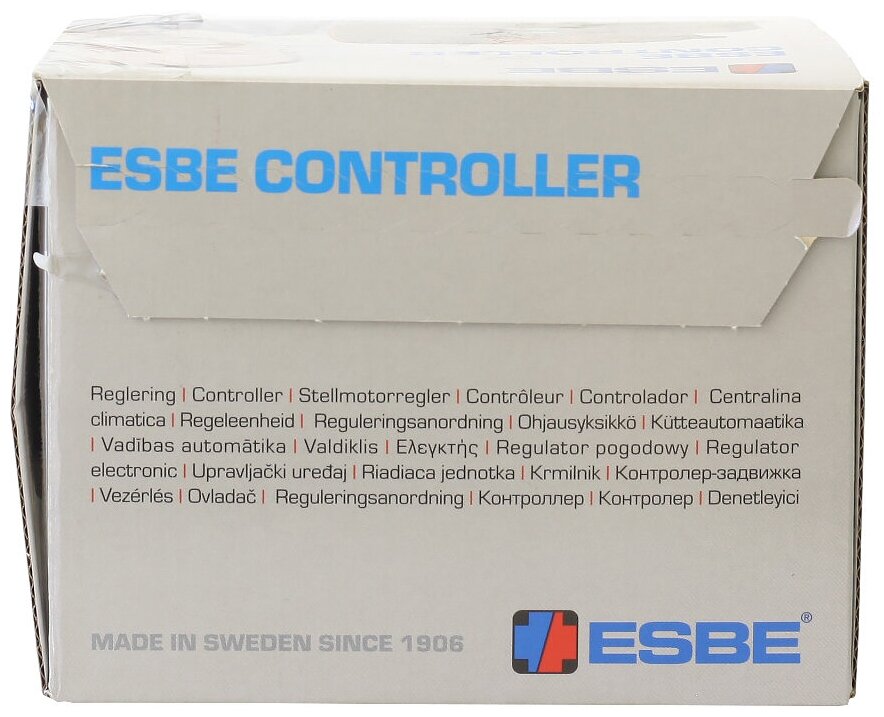 ESBE
ESBE CONTROLLER
Reglering | Controller | Stellmotorregler | Contrôleur | Controlador | Centralina
climatica | Regeleenheid | Reguleringsanordning | Ohjausyksikkö | Kütteautomaatika
| Vadības automātika | Valdiklis | Ελεγκτής | Regulator pogodowy | Regulator
electronic | Upravljački uređaj | Riadiaca jednotka | Krmilnik | Контролер-задвижка
| Vezérlés | Ovladač | Reguleringsanordning | Контроллер | Контролер | Denetleyici
MADE IN SWEDEN SINCE 1906
ESBE®